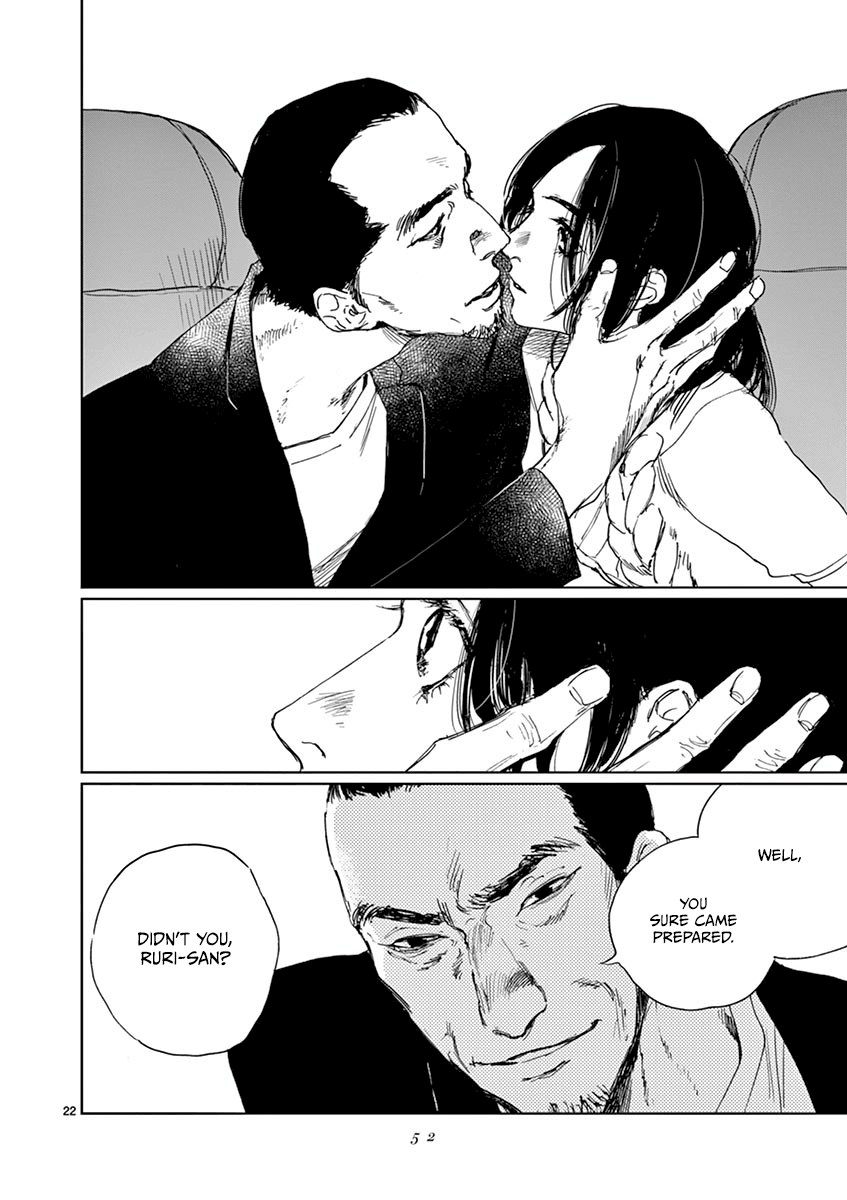 WELL,
YOU
SURE CAME
PREPARED.
DIDN'T YOU,
RURI-SAN?
22
52